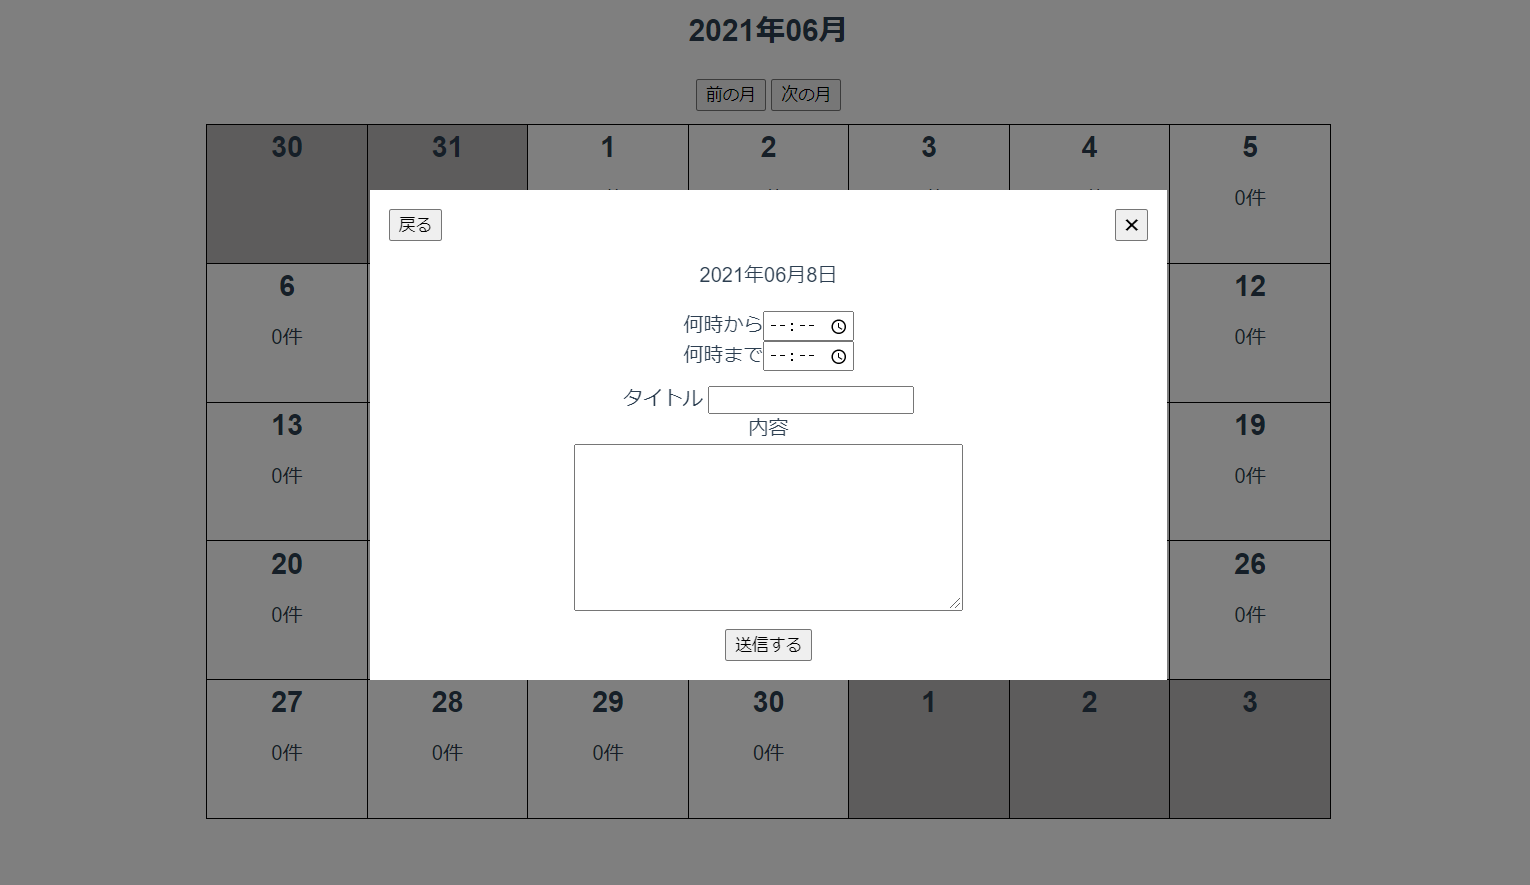 2021年06月
前の月 次の月
30 31 1 2 3 4 5
0件
戻る ✕
2021年06月8日
6 12
何時から --:--
0件 0件
何時まで --:--
タイトル
13 19
内容
0件 0件
20 26
0件 0件
送信する
27 28 29 30 1 2 3
0件 0件 0件 0件